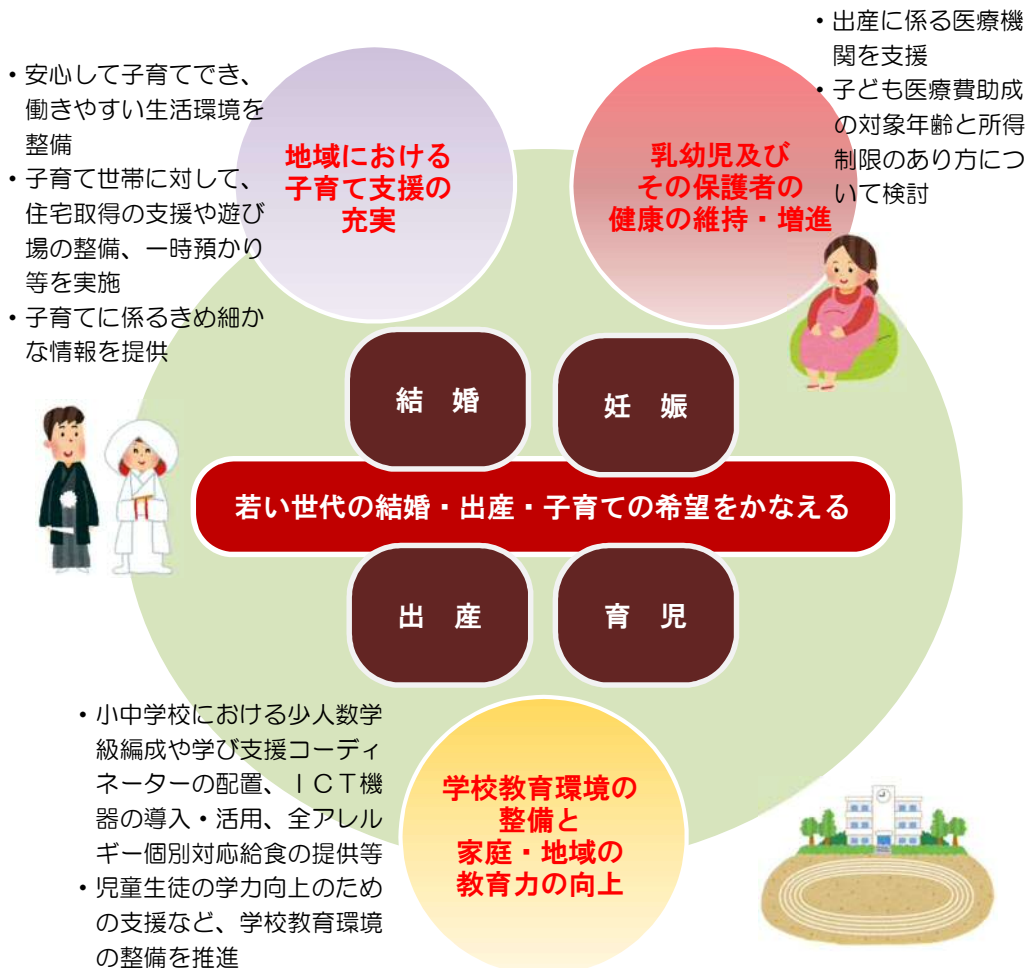 ・安心して子育てでき、
働きやすい生活環境を
整備
・子育て世帯に対して、
住宅取得の支援や遊び
場の整備、一時預かり
等を実施
・子育てに係るきめ細か
な情報を提供
地域における
子育て支援の
充実
乳幼児及び
その保護者の
健康の維持・増進
・出産に係る医療機
関を支援
・子ども医療費助成
の対象年齢と所得
制限のあり方につ
いて検討
結　婚
妊　娠
若い世代の結婚・出産・子育ての希望をかなえる
出　産
育　児
・小中学校における少人数学
級編成や学び支援コーディ
ネーターの配置、ＩＣＴ機
器の導入・活用、全アレル
ギー個別対応給食の提供等
・児童生徒の学力向上のため
の支援など、学校教育環境
の整備を推進
学校教育環境の
整備と
家庭・地域の
教育力の向上